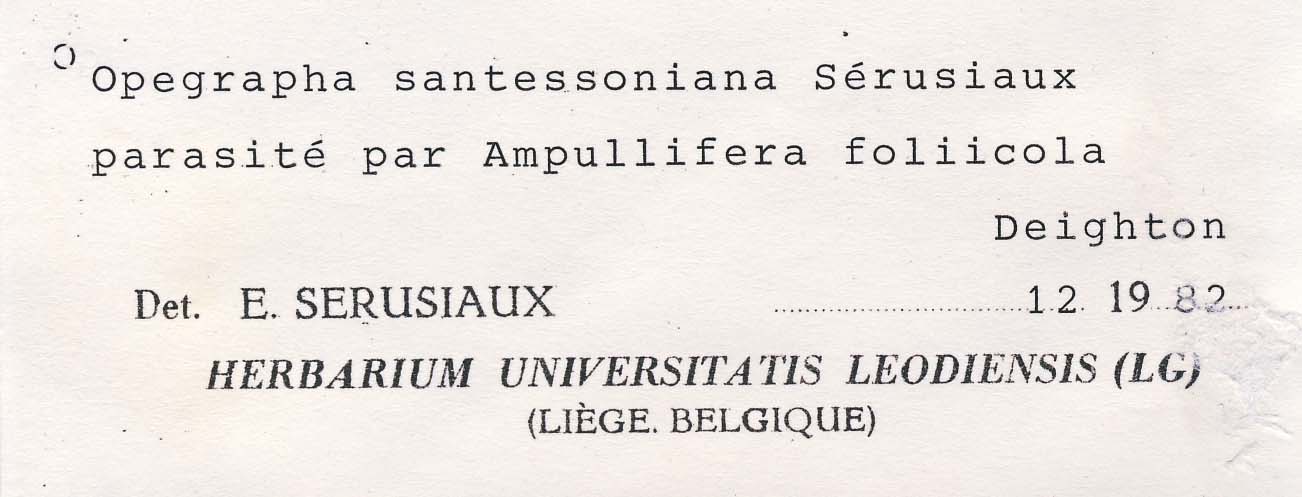 Opegrapha santessoniana Sérusiaux
parasité par Ampullifera foliicola
Deighton
Det. E. SERUSIAUX ..............................12. 19 82
HERBARIUM UNIVERSITATIS LEODIENSIS (LG)
(LIÈGE. BELGIQUE)